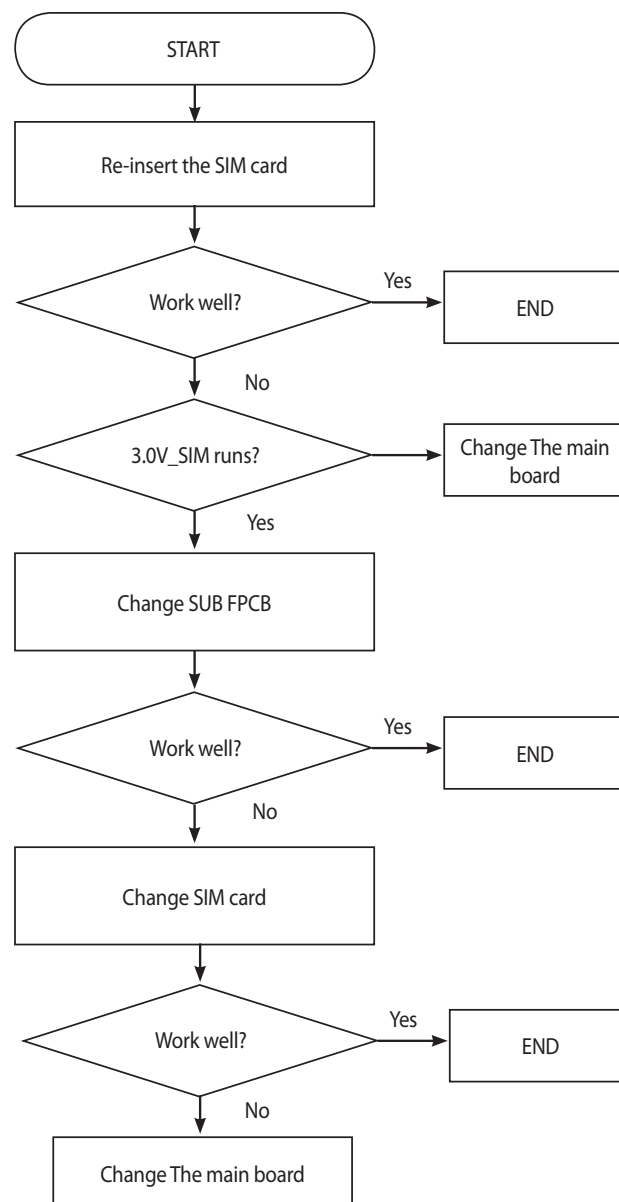 START
Re-insert the SIM card
Work well?
Yes
END
No
3.0V_SIM runs?
Change The main
board
Yes
Change SUB FPCB
Work well?
Yes
END
No
Change SIM card
Work well?
Yes
END
No
Change The main board